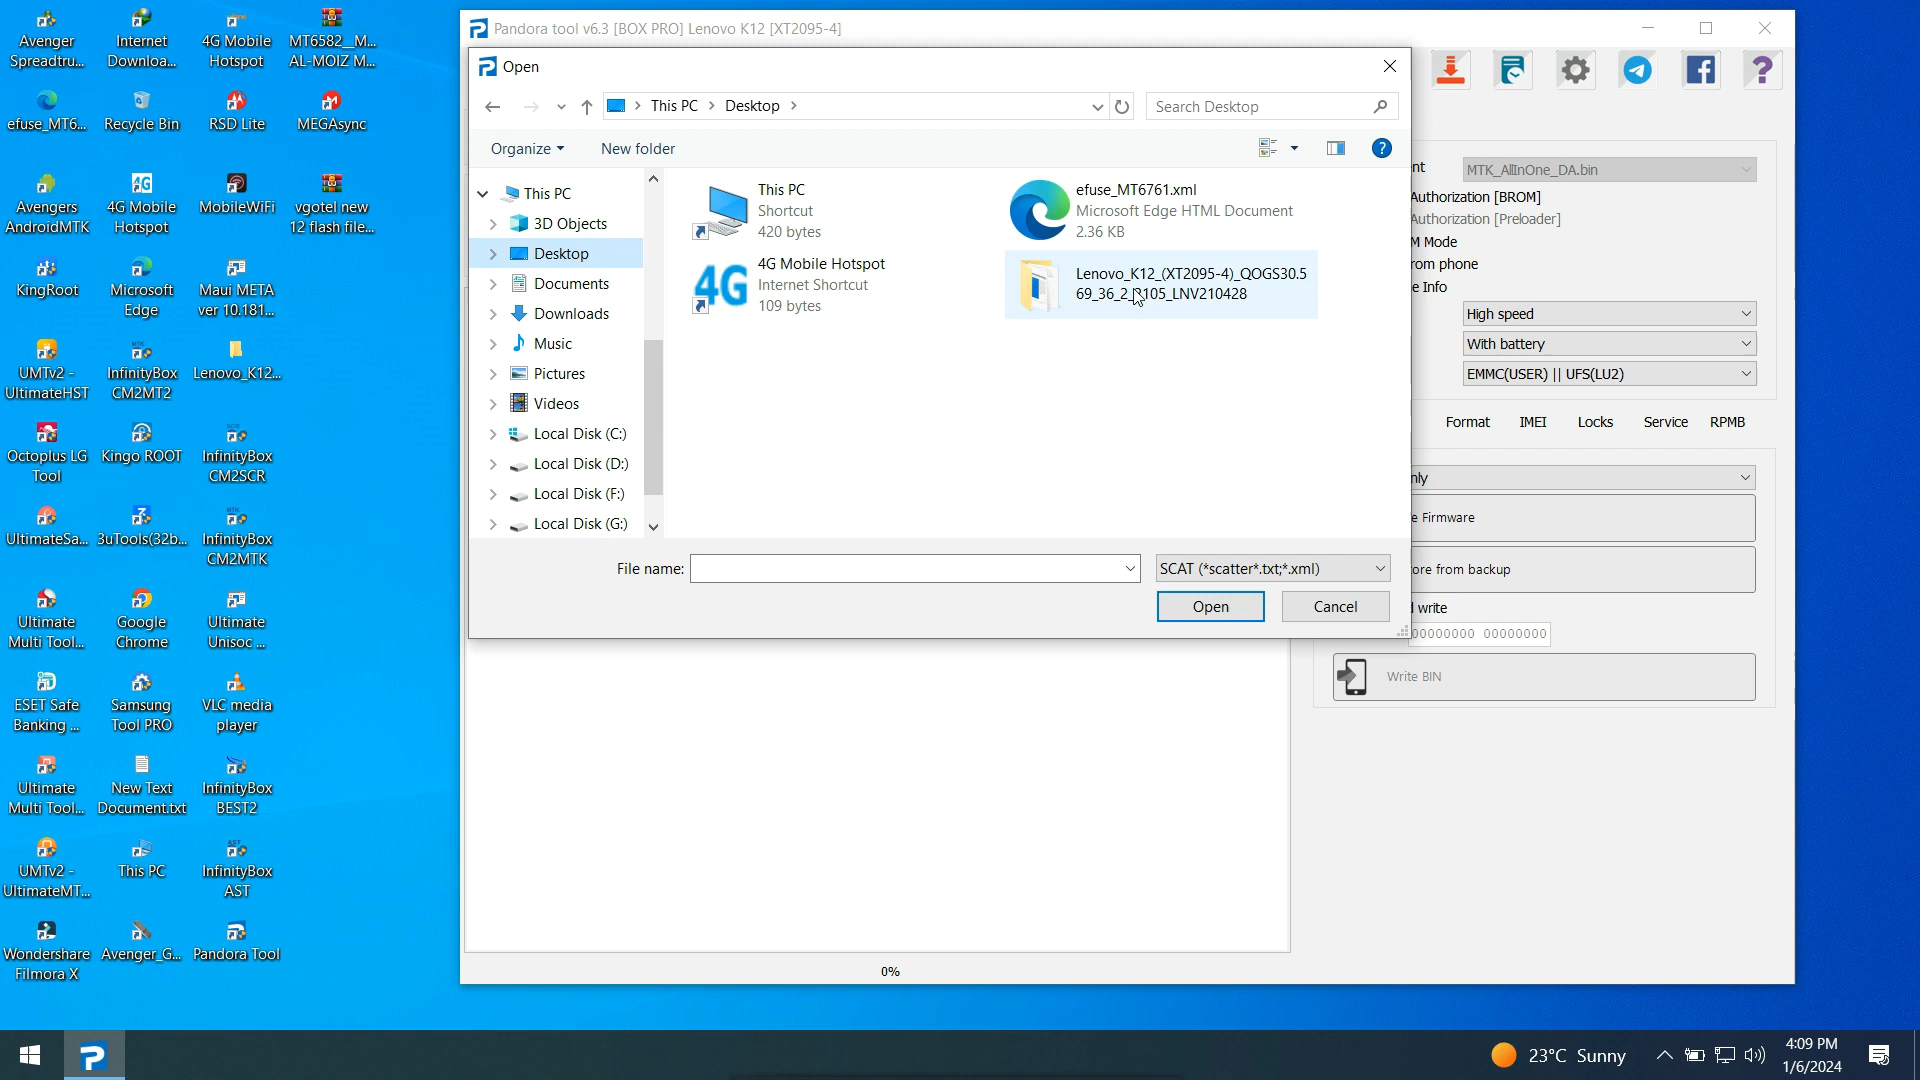 Avenger
Spreadtru...
Internet
Downloa...
4G Mobile
Hotspot
MT6582__M...
AL-MOIZ M...
efuse_MT6...
Recycle Bin
RSD Lite
MEGAsync
Avengers
AndroidMTK
4G Mobile
Hotspot
MobileWiFi
vgotel new
12 flash file...
KingRoot
Microsoft
Edge
Maui META
ver 10.181...
UMTv2 -
UltimateHST
InfinityBox
CM2MT2
Lenovo_K12...
Octoplus LG
Tool
Kingo ROOT
InfinityBox
CM2SCR
UltimateSa...
3uTools(32b...
InfinityBox
CM2MTK
Ultimate
Multi Tool...
Google
Chrome
Ultimate
Unisoc ...
ESET Safe
Banking ...
Samsung
Tool PRO
VLC media
player
Ultimate
Multi Tool...
New Text
Document.txt
InfinityBox
BEST2
UMTv2 -
UltimateMT...
This PC
InfinityBox
AST
Wondershare
Filmora X
Avenger_G...
Pandora Tool
Pandora tool v6.3 [BOX PRO] Lenovo K12 [XT2095-4]
Open
This PC > Desktop >
Search Desktop
Organize
New folder
This PC
3D Objects
Desktop
Documents
Downloads
Music
Pictures
Videos
Local Disk (C:)
Local Disk (D:)
Local Disk (F:)
Local Disk (G:)
This PC
Shortcut
420 bytes
efuse_MT6761.xml
Microsoft Edge HTML Document
2.36 KB
4G Mobile Hotspot
Internet Shortcut
109 bytes
Lenovo_K12_(XT2095-4)_QOGS30.5
69_36_2_2105_LNV210428
File name:
SCAT (*scatter*.txt;*.xml)
Open
Cancel
nt
MTK_AllInOne_DA.bin
Authorization [BROM]
Authorization [Preloader]
M Mode
rom phone
e Info
High speed
With battery
EMMC(USER) || UFS(LU2)
Format
IMEI
Locks
Service
RPMB
nly
e Firmware
ore from backup
d write
00000000 00000000
Write BIN
0%
23°C Sunny
4:09 PM
1/6/2024